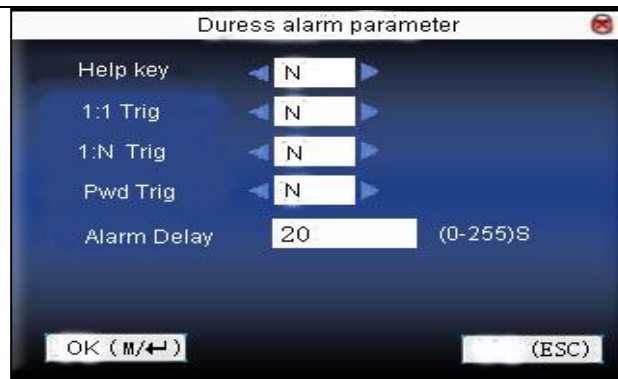 Duress alarm parameter
Help key N
1:1 Trig N
1:N Trig N
Pwd Trig N
Alarm Delay 20 (0-255)S
OK (M/↵) (ESC)